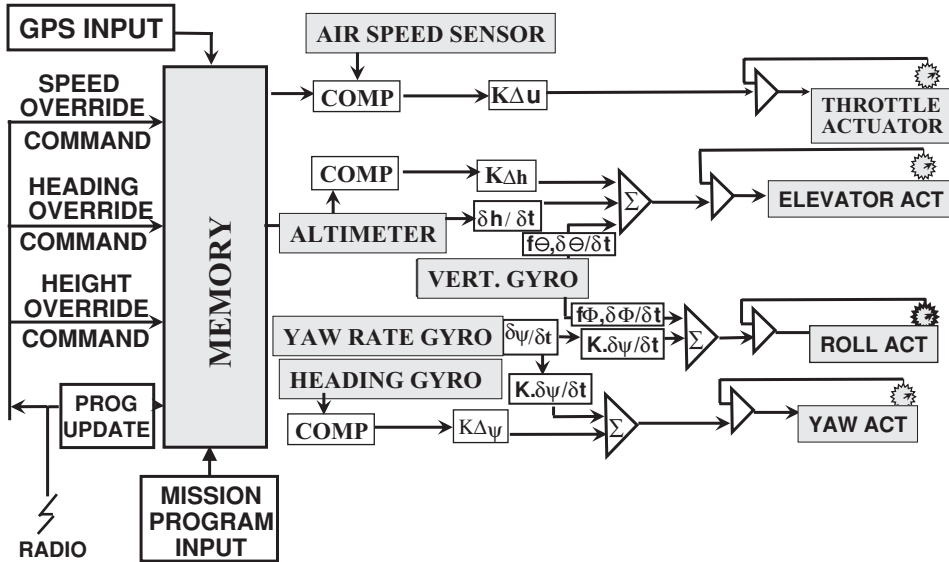 GPS INPUT
SPEED
OVERRIDE
COMMAND
HEADING
OVERRIDE
COMMAND
HEIGHT
OVERRIDE
COMMAND
PROG
UPDATE
RADIO
MEMORY
MISSION
PROGRAM
INPUT
AIR SPEED SENSOR
COMP
KΔu
THROTTLE
ACTUATOR
COMP
KΔh
ALTIMETER
δh/ δt
fΘ,δΘ/δt
Σ
ELEVATOR ACT
VERT. GYRO
fΦ,δΦ/δt
YAW RATE GYRO
δψ/δt
K.δψ/δt
Σ
ROLL ACT
HEADING GYRO
K.δψ/δt
COMP
KΔψ
Σ
YAW ACT